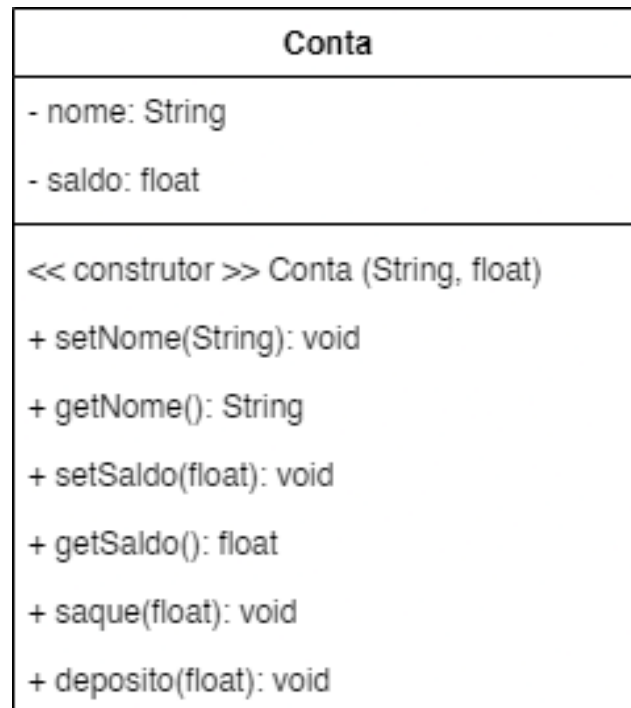 Conta
- nome: String
- saldo: float
<< construtor >> Conta (String, float)
+ setNome(String): void
+ getNome(): String
+ setSaldo(float): void
+ getSaldo(): float
+ saque(float): void
+ deposito(float): void